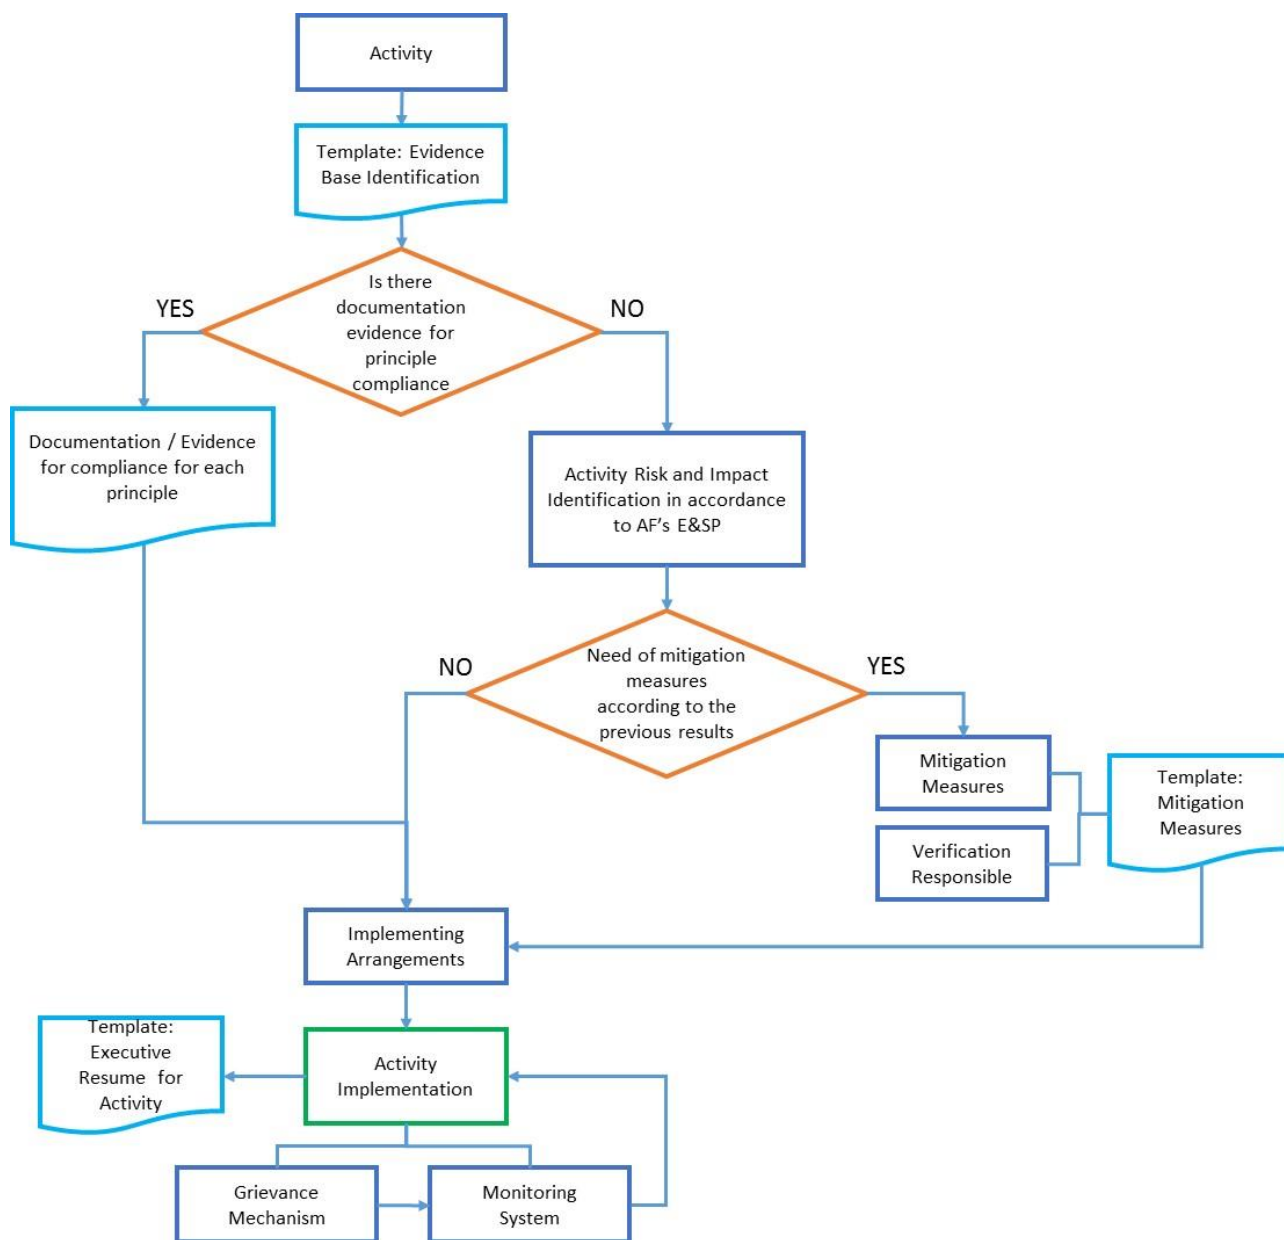 Activity
Template: Evidence
Base Identification
Is there
documentation
evidence for
principle
compliance
YES
NO
Documentation / Evidence
for compliance for each
principle
Activity Risk and Impact
Identification in accordance
to AF's E&SP
Need of mitigation
measures
according to the
previous results
NO
YES
Mitigation
Measures
Verification
Responsible
Template:
Mitigation
Measures
Implementing
Arrangements
Template:
Executive
Resume for
Activity
Activity
Implementation
Grievance
Mechanism
Monitoring
System